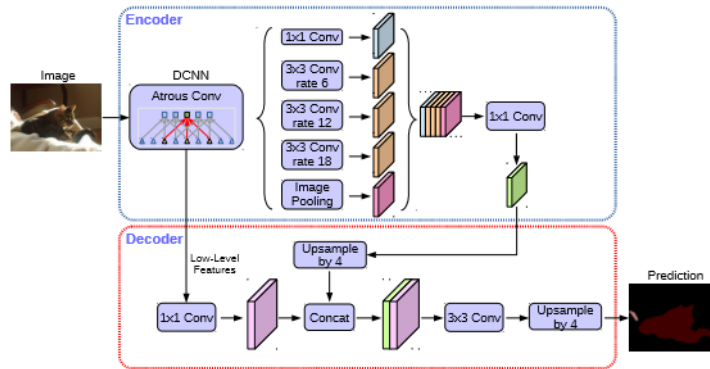 Encoder
Image
DCNN
Atrous Conv
1x1 Conv
3x3 Conv
rate 6
3x3 Conv
rate 12
3x3 Conv
rate 18
Image
Pooling
1x1 Conv
Decoder
Low-Level
Features
Upsample
by 4
1x1 Conv
Concat
3x3 Conv
Upsample
by 4
Prediction